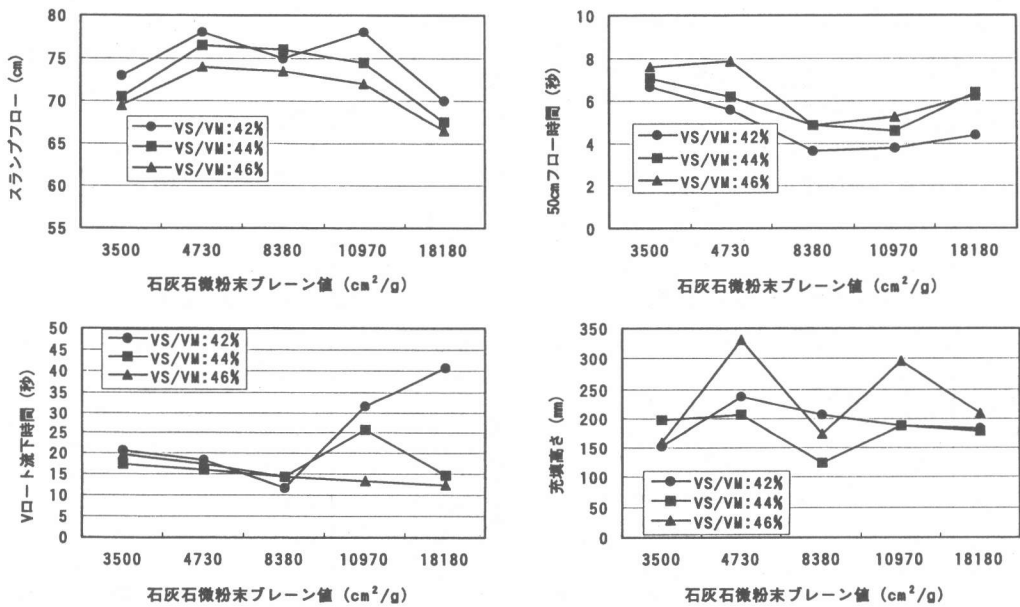 80
75
70
65
60
55
スランプフロー (cm)
VS/VM:42%
VS/VM:44%
VS/VM:46%
3500 4730 8380 10970 18180
石灰石微粉末ブレーン値 (cm²/g)
10
8
6
4
2
0
50cmフロー時間 (秒)
VS/VM:42%
VS/VM:44%
VS/VM:46%
3500 4730 8380 10970 18180
石灰石微粉末ブレーン値 (cm²/g)
50
45
40
35
30
25
20
15
10
5
0
Vロート流下時間 (秒)
VS/VM:42%
VS/VM:44%
VS/VM:46%
3500 4730 8380 10970 18180
石灰石微粉末ブレーン値 (cm²/g)
350
300
250
200
150
100
50
0
充填高さ (mm)
VS/VM:42%
VS/VM:44%
VS/VM:46%
3500 4730 8380 10970 18180
石灰石微粉末ブレーン値 (cm²/g)